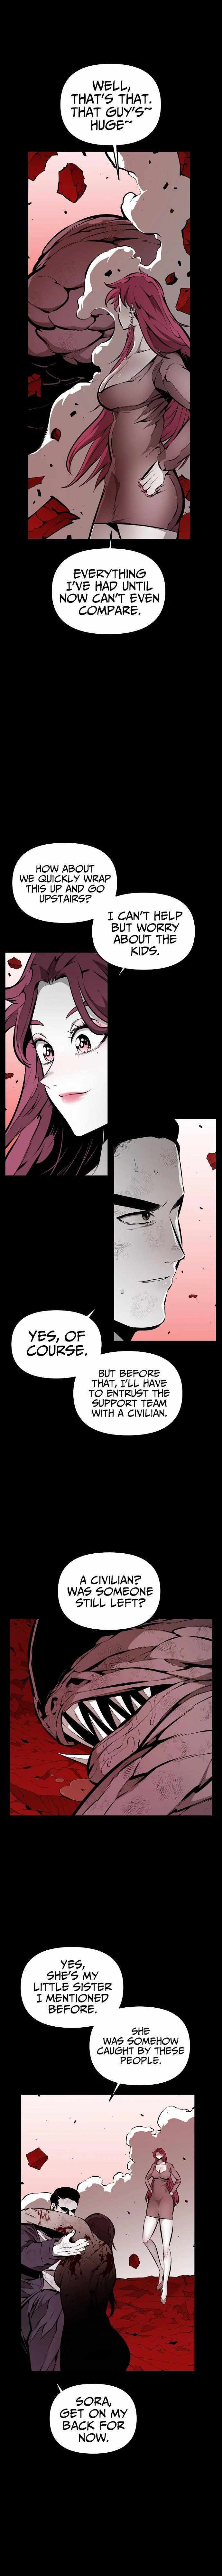 WELL,
THAT'S THAT.
THAT GUY'S~
HUGE~
EVERYTHING
I'VE HAD UNTIL
NOW CAN'T EVEN
COMPARE.
HOW ABOUT
WE QUICKLY WRAP
THIS UP AND GO
UPSTAIRS?
I CAN'T HELP
BUT WORRY
ABOUT THE
KIDS.
YES, OF
COURSE.
BUT BEFORE
THAT, I'LL HAVE
TO ENTRUST THE
SUPPORT TEAM
WITH A CIVILIAN.
A CIVILIAN?
WAS SOMEONE
STILL LEFT?
YES,
SHE'S MY
LITTLE SISTER
I MENTIONED
BEFORE.
SHE
WAS SOMEHOW
CAUGHT BY THESE
PEOPLE.
SORA,
GET ON MY
BACK FOR
NOW.